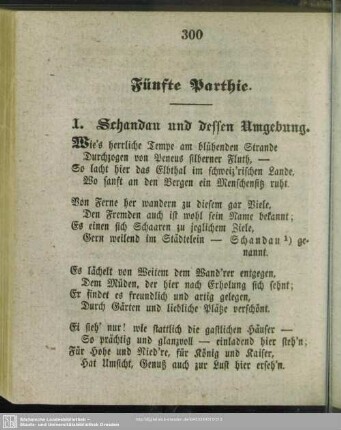 300
Fünfte Parthie.
1. Schandau und dessen Umgebung.
Wie's herrliche Tempe am blühenden Strande
Durchzogen von Peneus silberner Fluth, —
So lacht hier das Elbthal im schweiz'rischen Lande,
Wo sanft an den Bergen ein Menschensitz ruht.
Von Ferne her wandern zu diesem gar Viele,
Den Fremden auch ist wohl sein Name bekannt;
Es einen sich Schaaren zu jeglichem Ziele,
Gern weilend im Städtelein — Schandau 1) ge-
nannt.
Es lächelt von Weitem dem Wand'rer entgegen,
Dem Müden, der hier nach Erholung sich sehnt;
Er findet es freundlich und artig gelegen,
Durch Gärten und liebliche Plätze verschönt.
Ei sieh' nur! wie stattlich die gastlichen Häuser —
So prächtig und glanzvoll — einladend hier steh'n;
Für Hohe und Nied're, für König und Kaiser,
Hat Umsicht, Genuß auch zur Lust hier erseh'n.